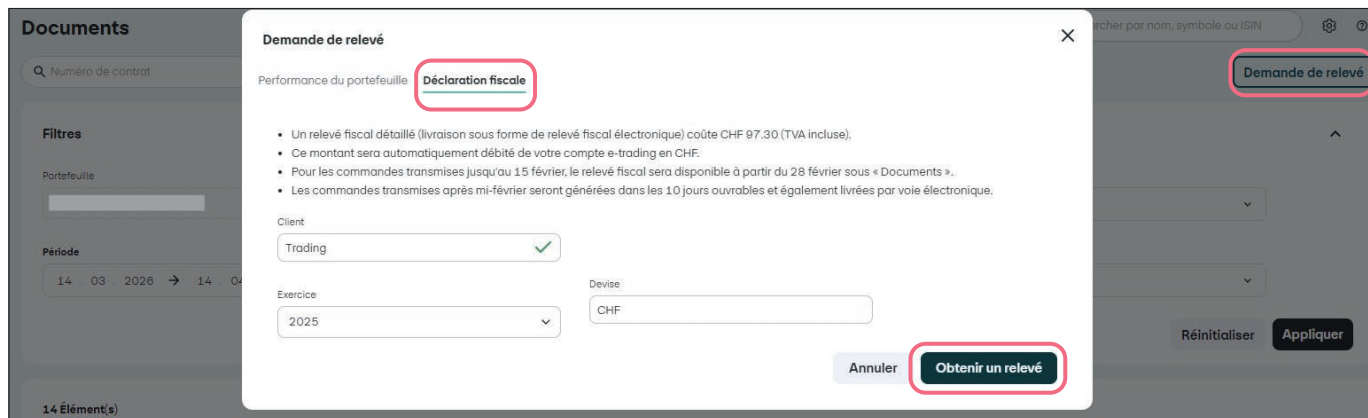 Documents
rcher par nom, symbole ou ISIN
Numéro de contrat
Demande de relevé
Filtres
Portefeuille
Période
14 . 03 . 2026 → 14 . 04
Réinitialiser
Appliquer
14 Élément(s)
Demande de relevé
Performance du portefeuille
Déclaration fiscale
• Un relevé fiscal détaillé (livraison sous forme de relevé fiscal électronique) coûte CHF 97.30 (TVA incluse).
• Ce montant sera automatiquement débité de votre compte e-trading en CHF.
• Pour les commandes transmises jusqu'au 15 février, le relevé fiscal sera disponible à partir du 28 février sous « Documents ».
• Les commandes transmises après mi-février seront générées dans les 10 jours ouvrables et également livrées par voie électronique.
Client
Trading
Exercice
2025
Devise
CHF
Annuler
Obtenir un relevé